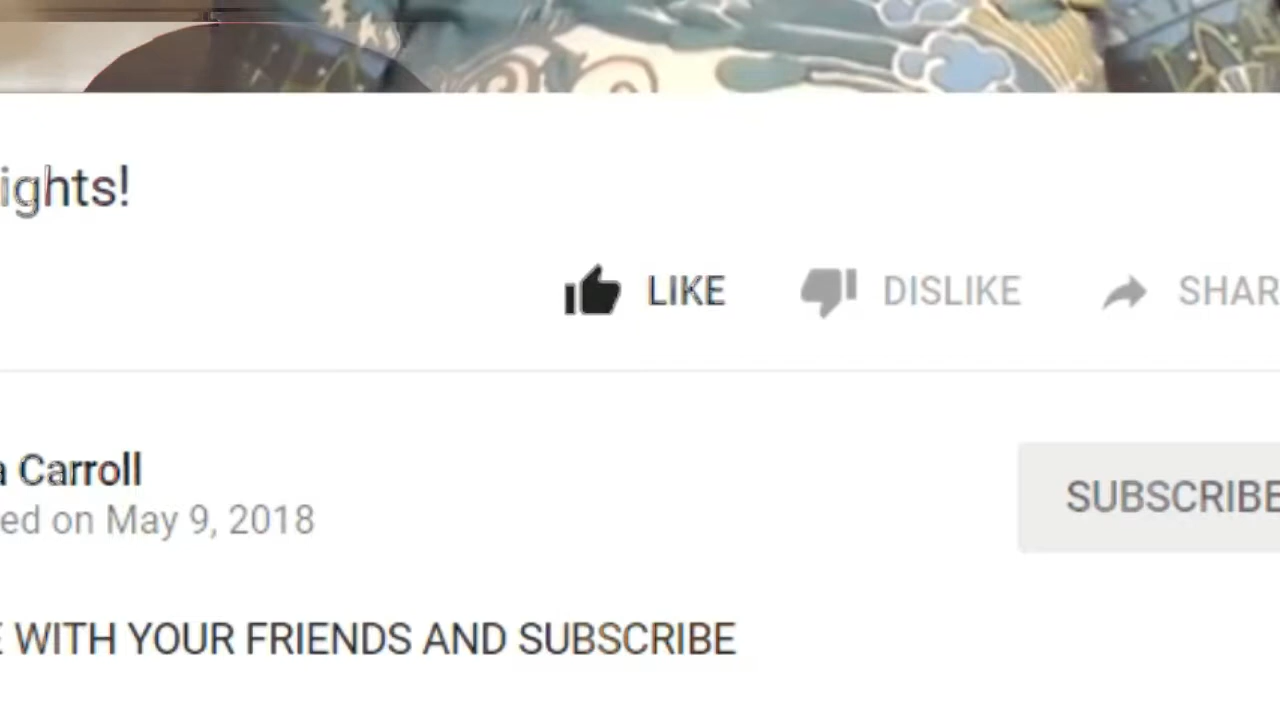 ights!
LIKE DISLIKE SHAR
a Carroll
ed on May 9, 2018
SUBSCRIBE
E WITH YOUR FRIENDS AND SUBSCRIBE